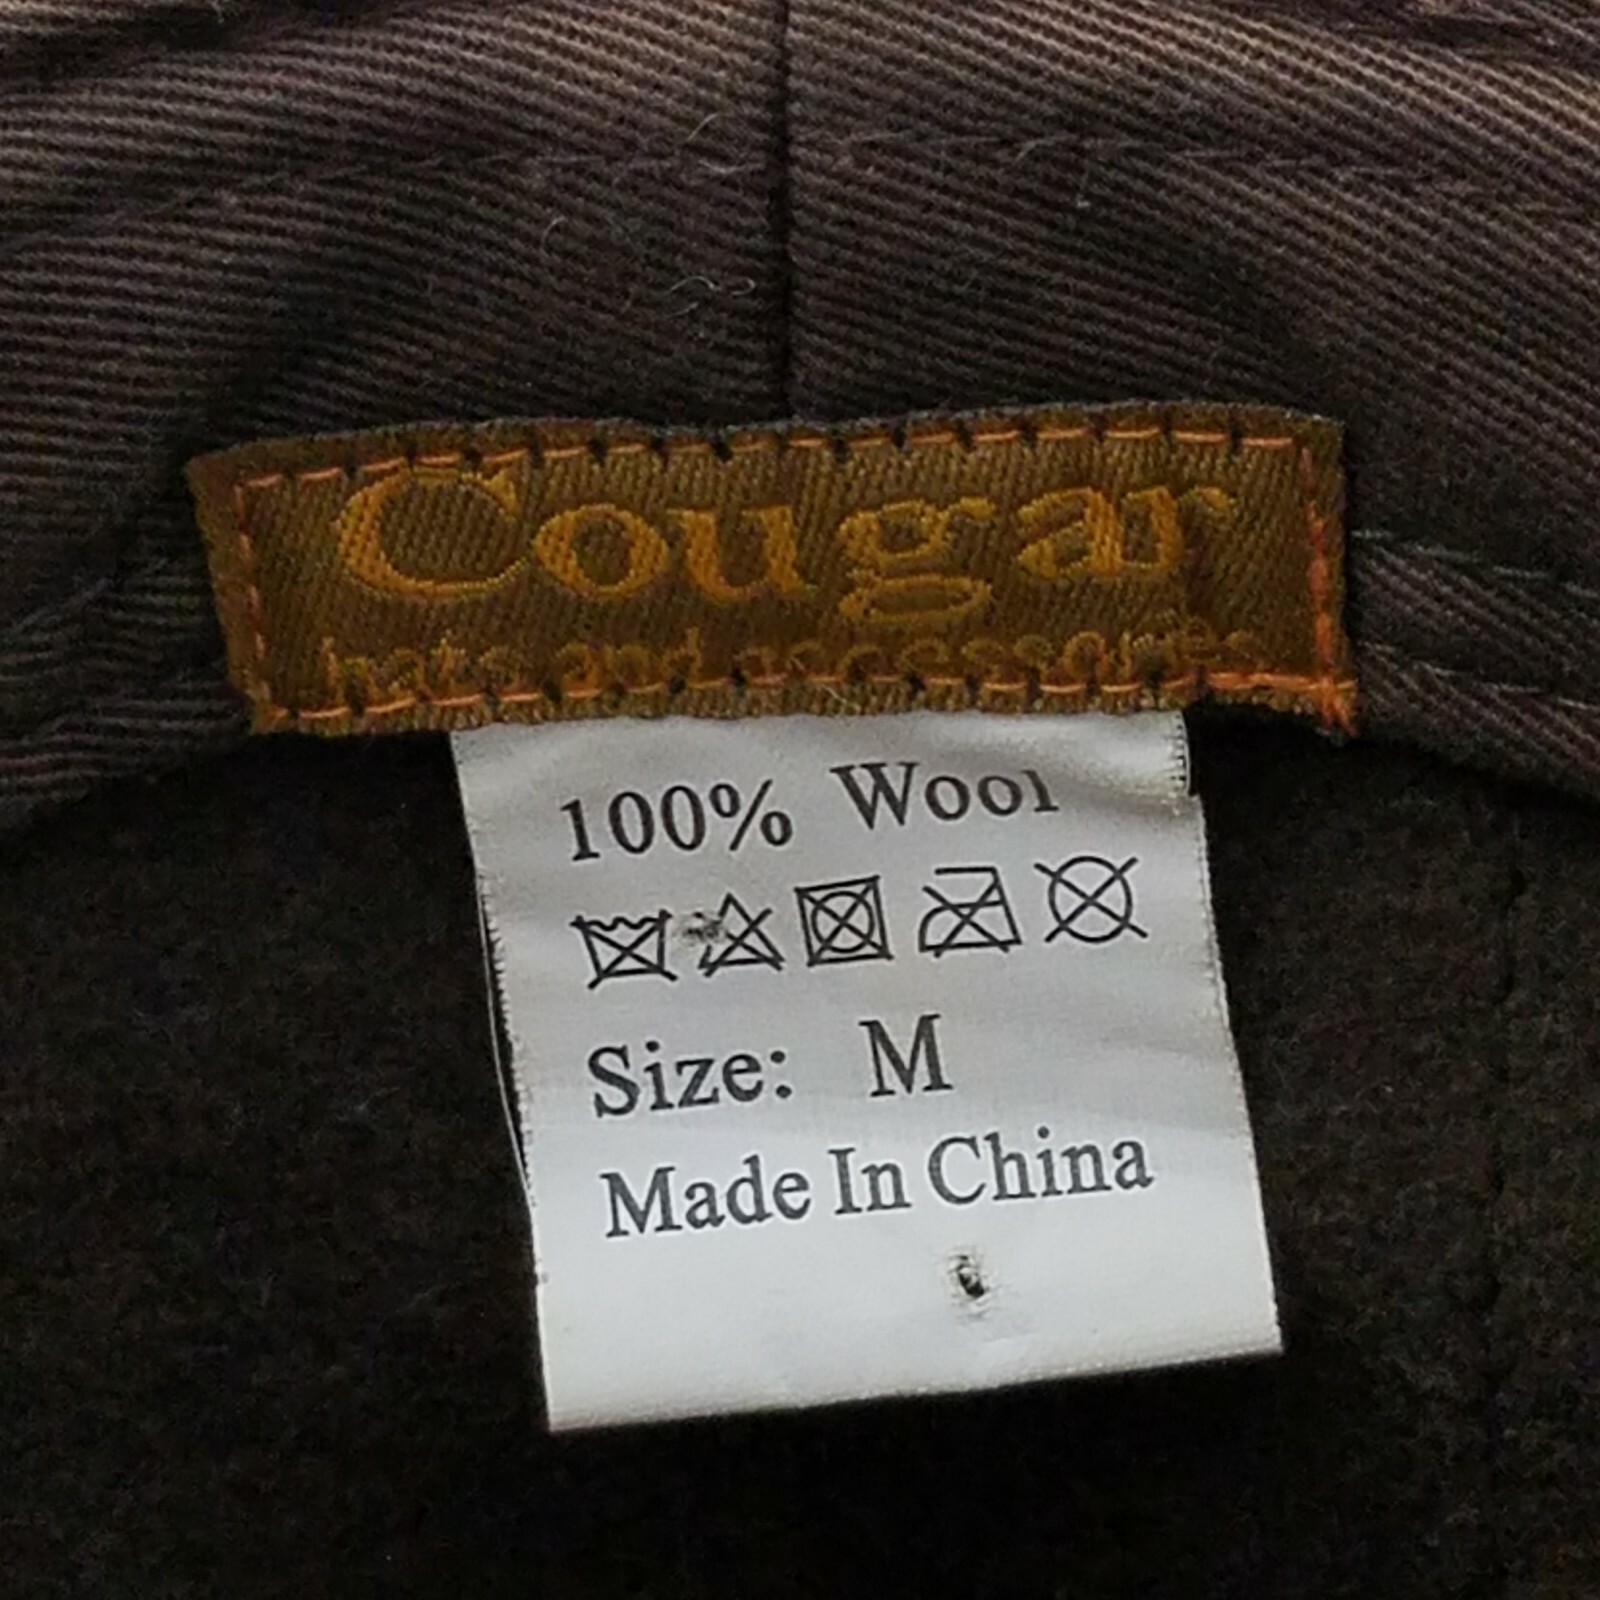 Cougar
hats and accessories
100% Wool
Size: M
Made In China